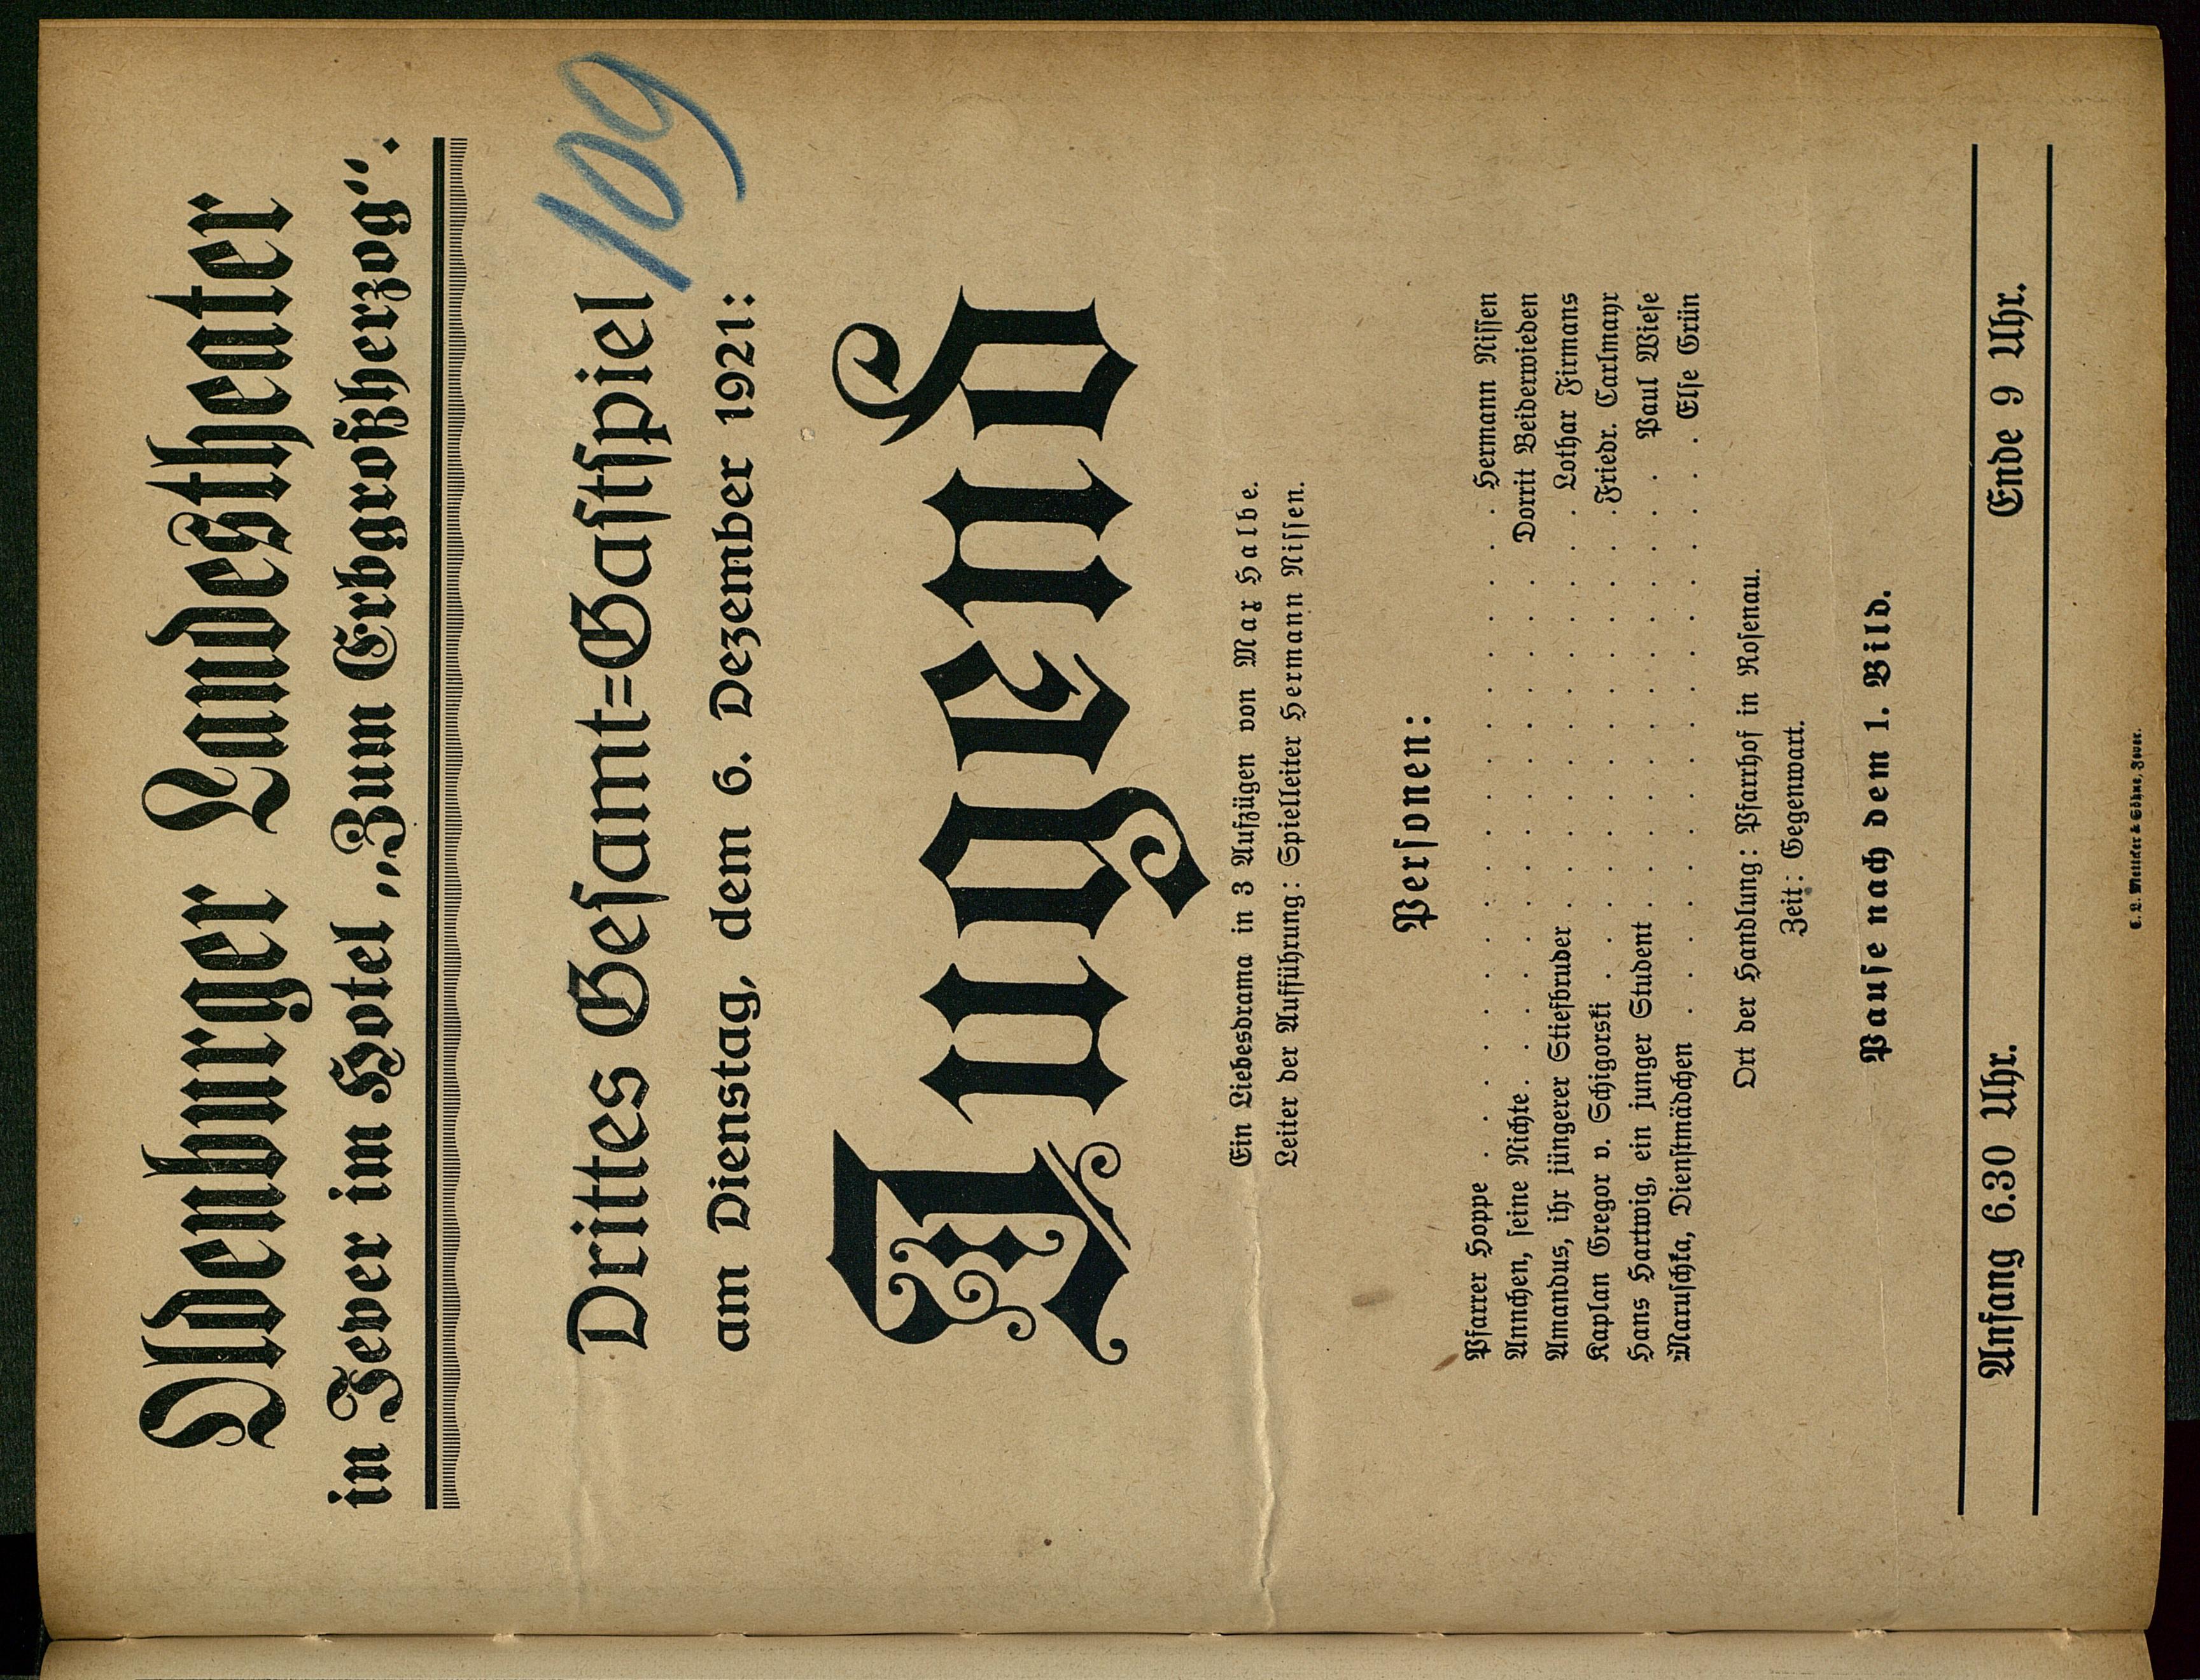 Oldenburger Landestheater
in Jever im Hotel „Zum Erbgroßherzog".
109
Drittes Gesamt=Gastspiel
am Dienstag, dem 6. Dezember 1921:
Jugend
Ein Liebesdrama in 3 Aufzügen von Max Halbe.
Leiter der Aufführung: Spielleiter Hermann Nissen.
Personen:
Pfarrer Hoppe . . . . . . . . . . . . . . . . . . . Hermann Nissen
Annchen, seine Nichte . . . . . . . . . . . . . . . . Dorrit Beiderwieden
Amandus, ihr jüngerer Stiefbruder . . . . . . . . . . . . Lothar Firmans
Kaplan Gregor v. Schigorski . . . . . . . . . . . . . . Friedr. Carlmayr
Hans Hartwig, ein junger Student . . . . . . . . . . . . . Paul Wiese
Maruschka, Dienstmädchen . . . . . . . . . . . . . . . . . Else Grün
Ort der Handlung: Pfarrhof in Rosenau.
Zeit: Gegenwart.
Pause nach dem 1. Bild.
Anfang 6.30 Uhr. Ende 9 Uhr.
C. L. Mettcker & Söhne, Jever.